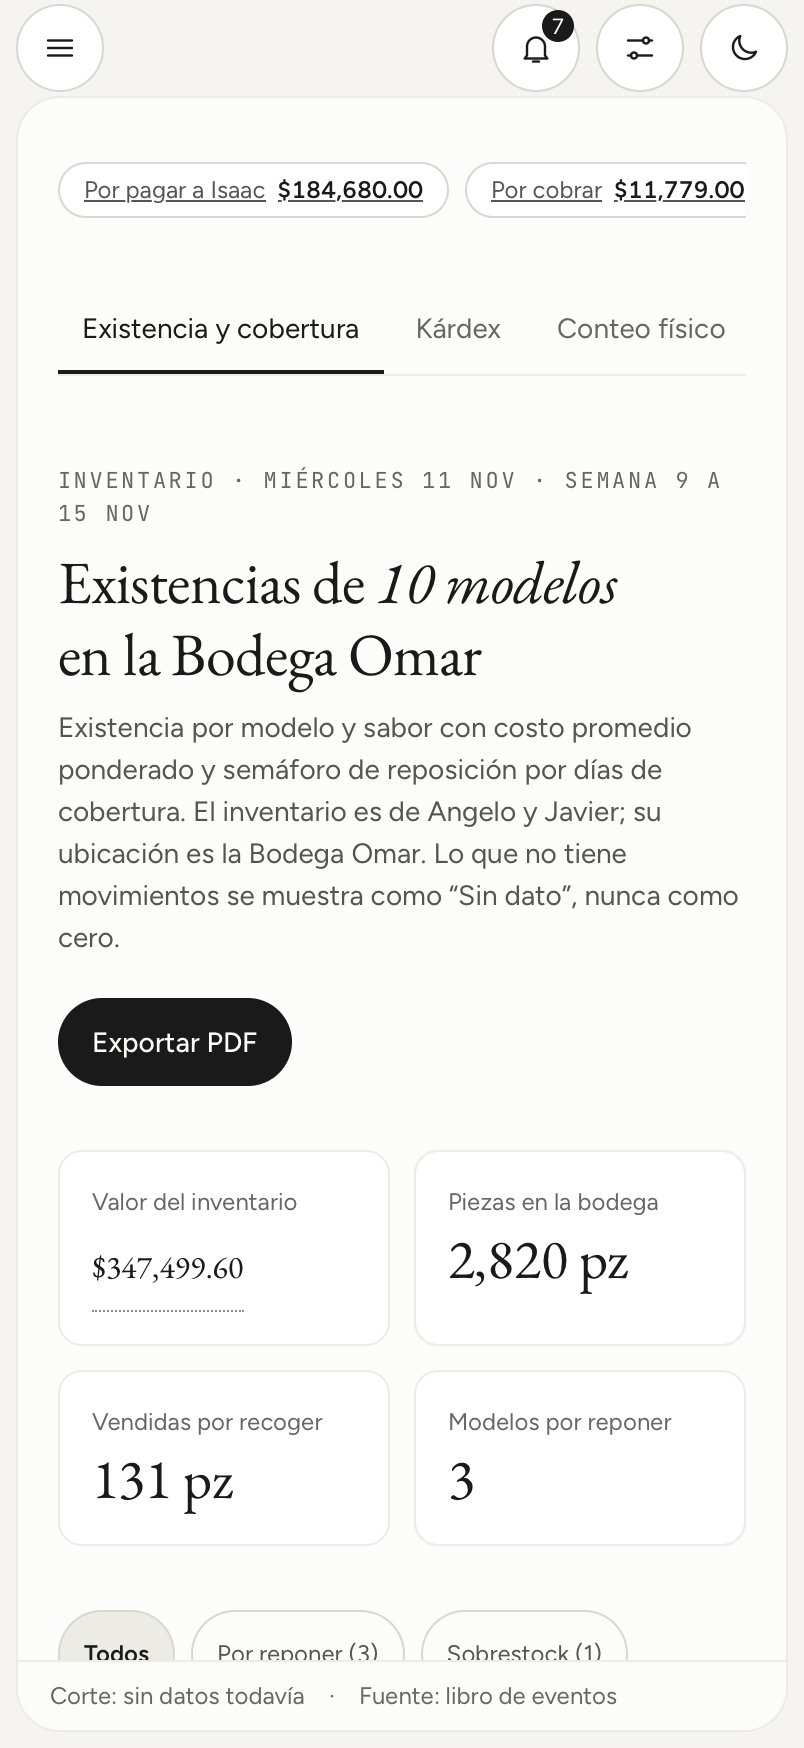 7
Por pagar a Isaac $184,680.00
Por cobrar $11,779.00
Existencia y cobertura
Kárdex
Conteo físico
INVENTARIO · MIÉRCOLES 11 NOV · SEMANA 9 A
15 NOV
Existencias de 10 modelos
en la Bodega Omar
Existencia por modelo y sabor con costo promedio
ponderado y semáforo de reposición por días de
cobertura. El inventario es de Angelo y Javier; su
ubicación es la Bodega Omar. Lo que no tiene
movimientos se muestra como “Sin dato”, nunca como
cero.
Exportar PDF
Valor del inventario
$347,499.60
Piezas en la bodega
2,820 pz
Vendidas por recoger
131 pz
Modelos por reponer
3
Todos
Por reponer (3)
Sobrestock (1)
Corte: sin datos todavía · Fuente: libro de eventos